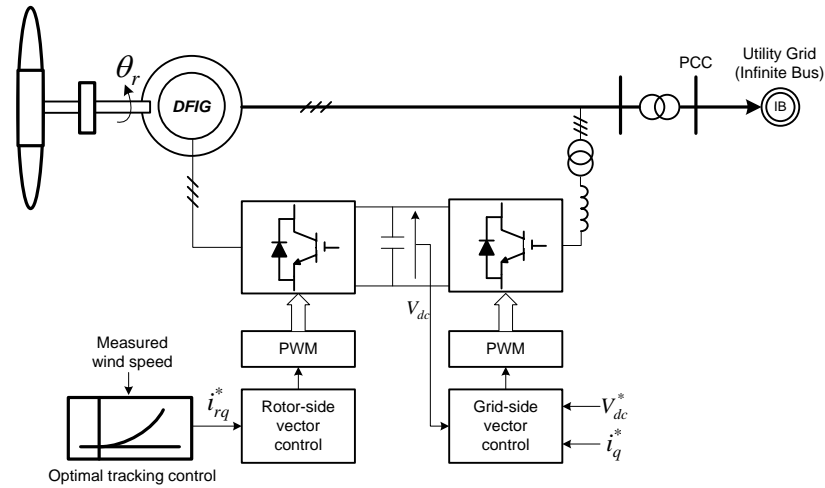 Utility Grid
(Infinite Bus)
PCC
IB
θr
DFIG
Vdc
PWM
PWM
Measured
wind speed
i*rq
Rotor-side
vector
control
Grid-side
vector
control
V*dc
i*q
Optimal tracking control